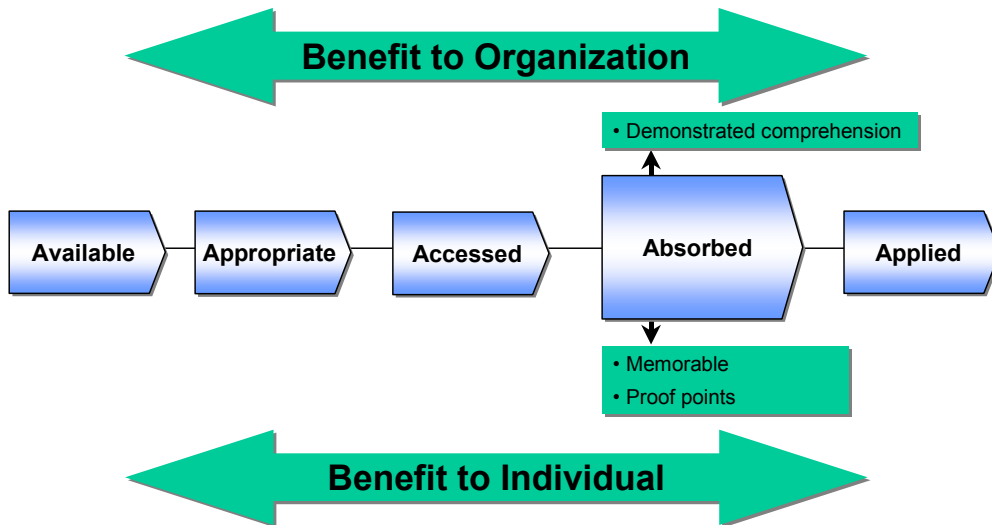 Benefit to Organization
• Demonstrated comprehension
Available
Appropriate
Accessed
Absorbed
Applied
• Memorable
• Proof points
Benefit to Individual